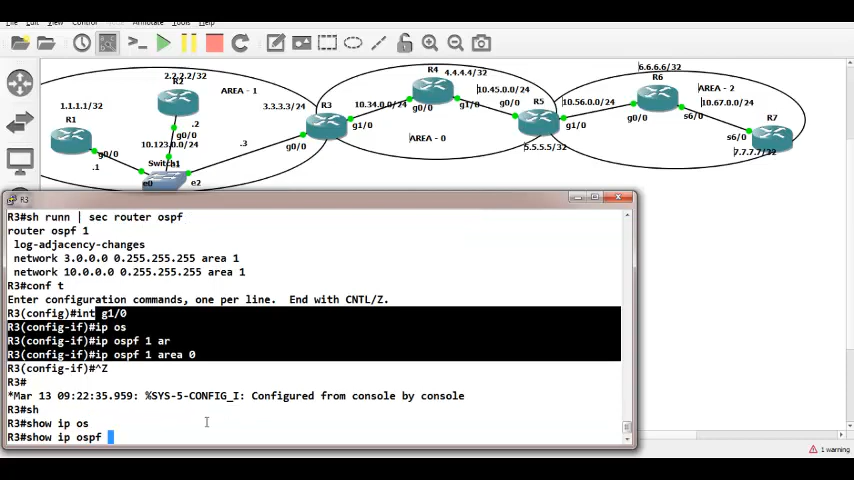 File Edit View Control Annotate Tools Help
6.6.6.6/32
R4
4.4.4.4/32
R2
2.2.2.2/32
AREA - 1
R6
AREA - 2
10.45.0.0/24
10.67.0.0/24
1.1.1.1/32
3.3.3.3/24
R3
10.34.0.0/24
R5
10.56.0.0/24
R1
.2
g1/0
g0/0
g1/0
g0/0
s6/0
R7
g0/0
10.123.0.0/24
AREA - 0
s6/0
g0/0
Switch1
.3
g0/0
5.5.5.5/32
7.7.7.7/32
.1
e0
e2
R3
R3#sh runn | sec router ospf
router ospf 1
log-adjacency-changes
network 3.0.0.0 0.255.255.255 area 1
network 10.0.0.0 0.255.255.255 area 1
R3#conf t
Enter configuration commands, one per line. End with CNTL/Z.
R3(config)#int g1/0
R3(config-if)#ip os
R3(config-if)#ip ospf 1 ar
R3(config-if)#ip ospf 1 area 0
R3(config-if)#^Z
R3#
*Mar 13 09:22:35.959: %SYS-5-CONFIG_I: Configured from console by console
R3#sh
R3#show ip os
R3#show ip ospf
1 warning